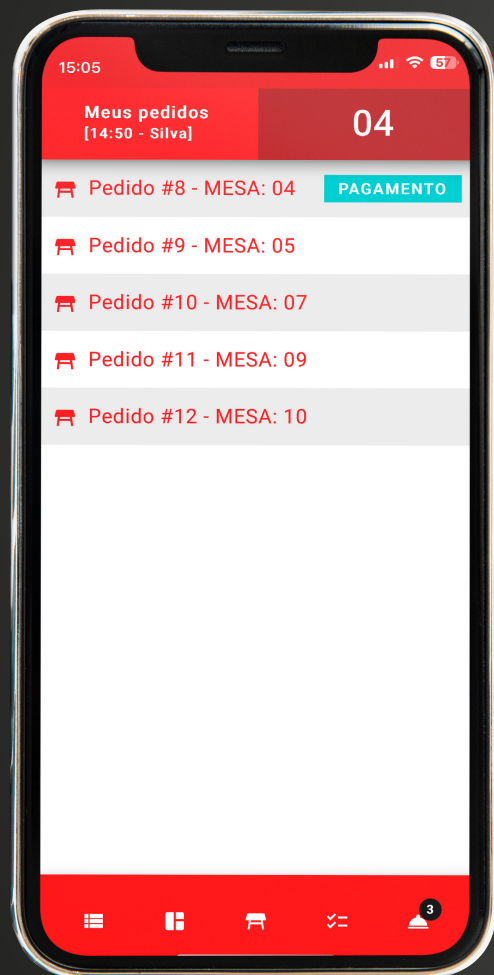 15:05
57
Meus pedidos
[14:50 - Silva]
04
Pedido #8 - MESA: 04
PAGAMENTO
Pedido #9 - MESA: 05
Pedido #10 - MESA: 07
Pedido #11 - MESA: 09
Pedido #12 - MESA: 10
3